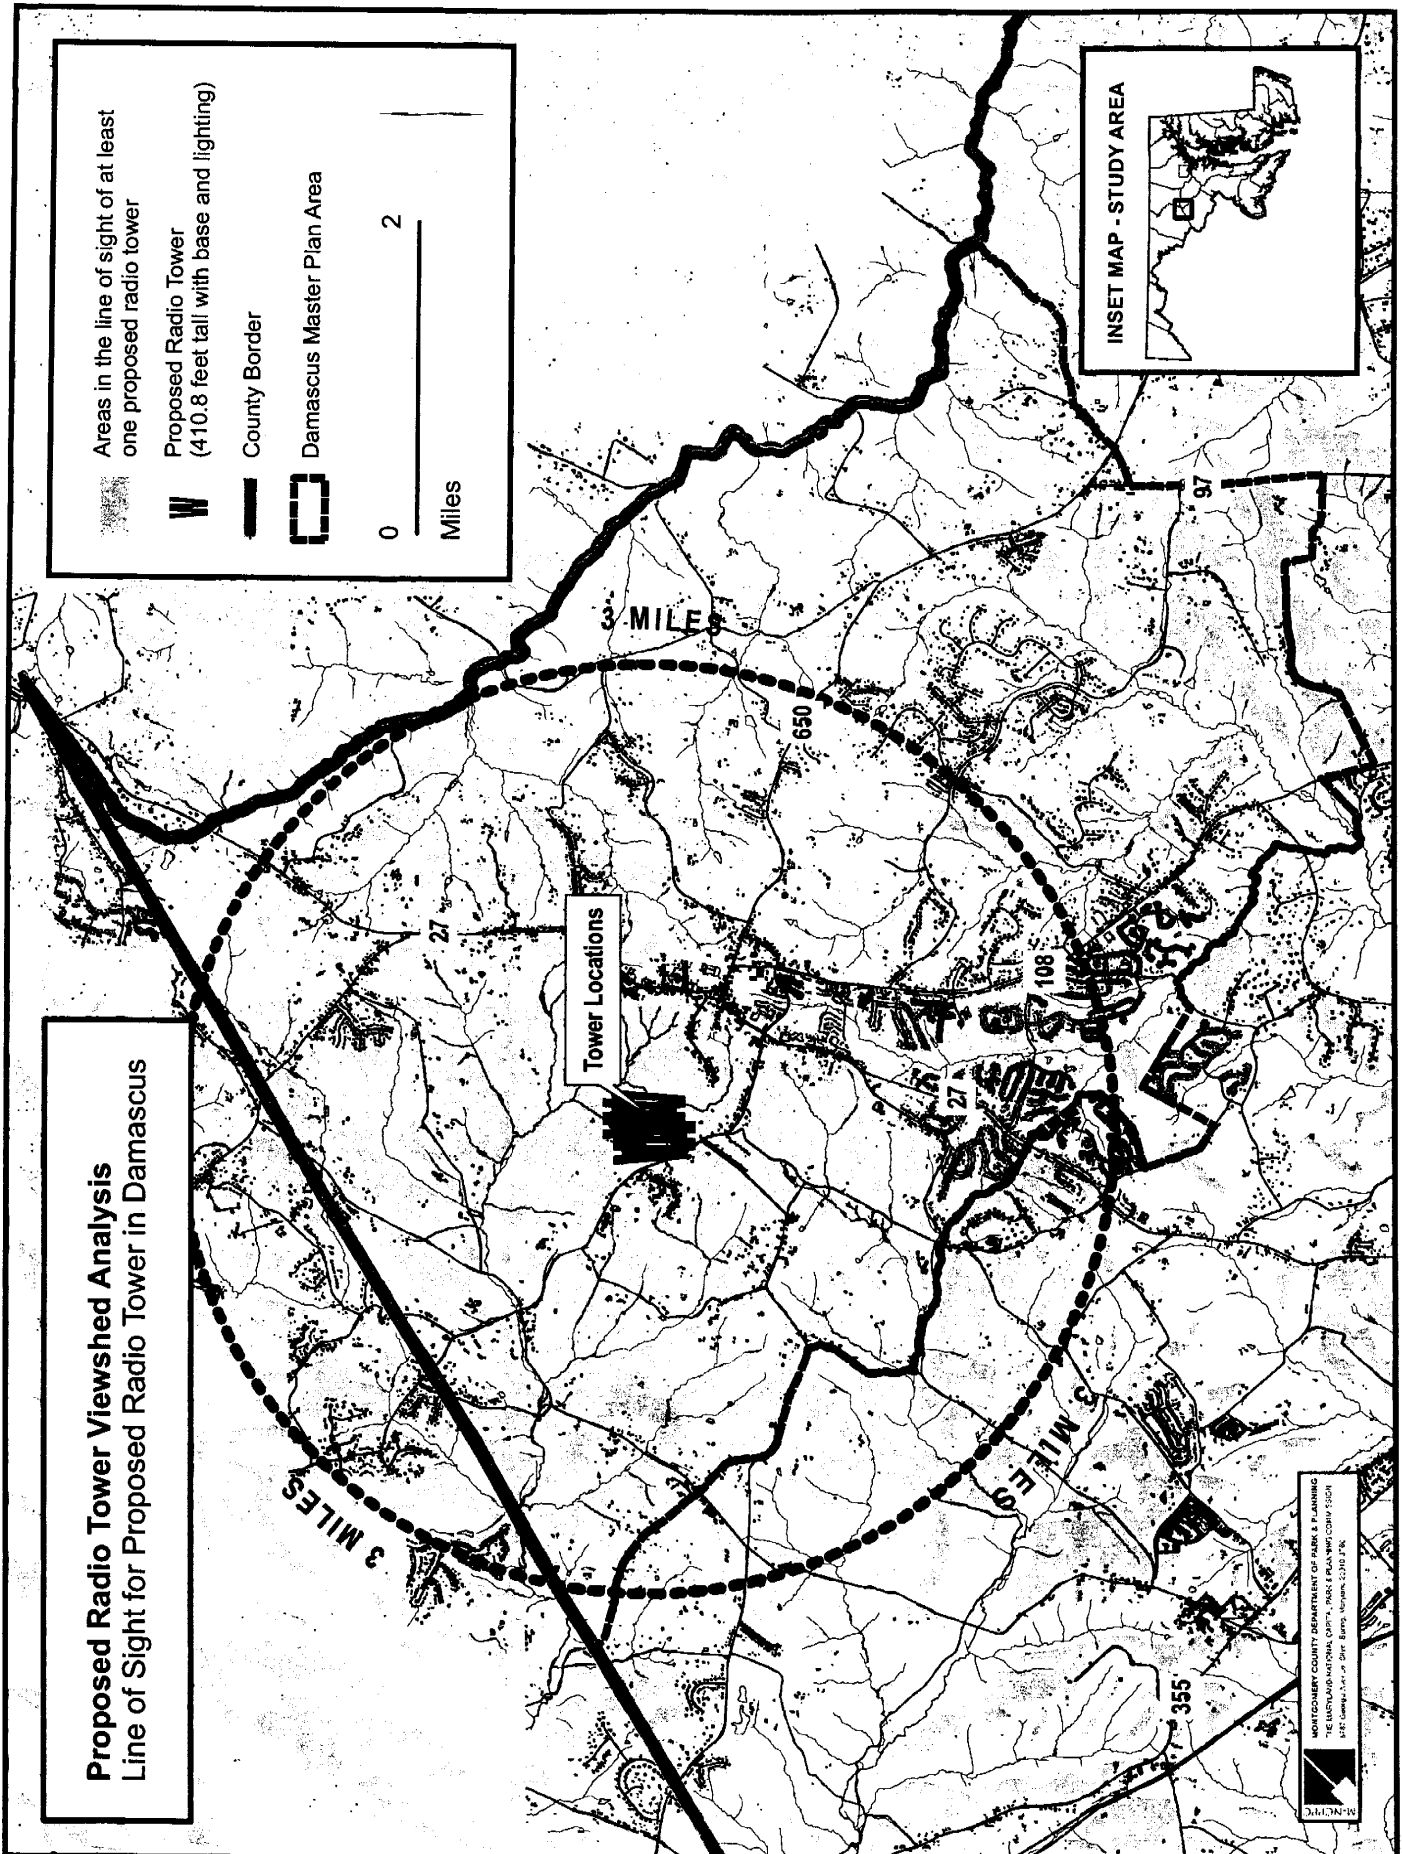 Proposed Radio Tower Viewshed Analysis
Line of Sight for Proposed Radio Tower in Damascus
Areas in the line of sight of at least
one proposed radio tower
Proposed Radio Tower
(410.8 feet tall with base and lighting)
County Border
Damascus Master Plan Area
0
2
Miles
3 MILES
3 MILES
3 MILES
Tower Locations
27
650
108
27
97
355
INSET MAP - STUDY AREA
MONTGOMERY COUNTY DEPARTMENT OF PARK & PLANNING
M-NCPPC